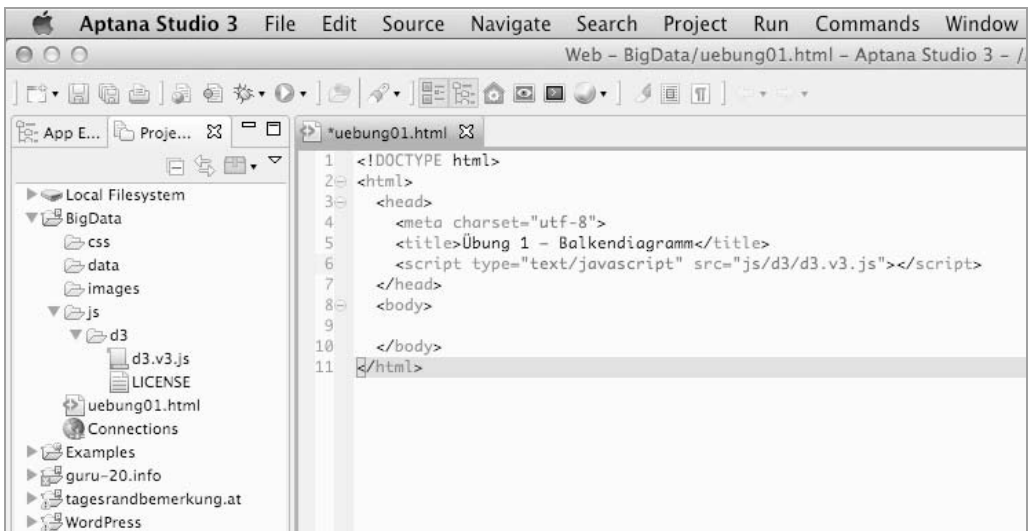 Aptana Studio 3 File Edit Source Navigate Search Project Run Commands Window
Web – BigData/uebung01.html – Aptana Studio 3 – /
App E... Proje...
*uebung01.html
Local Filesystem
BigData
css
data
images
js
d3
d3.v3.js
LICENSE
uebung01.html
Connections
Examples
guru-20.info
tagesrandbemerkung.at
WordPress
1 <!DOCTYPE html>
2 <html>
3 <head>
4 <meta charset="utf-8">
5 <title>Übung 1 – Balkendiagramm</title>
6 <script type="text/javascript" src="js/d3/d3.v3.js"></script>
7 </head>
8 <body>
9
10 </body>
11 </html>